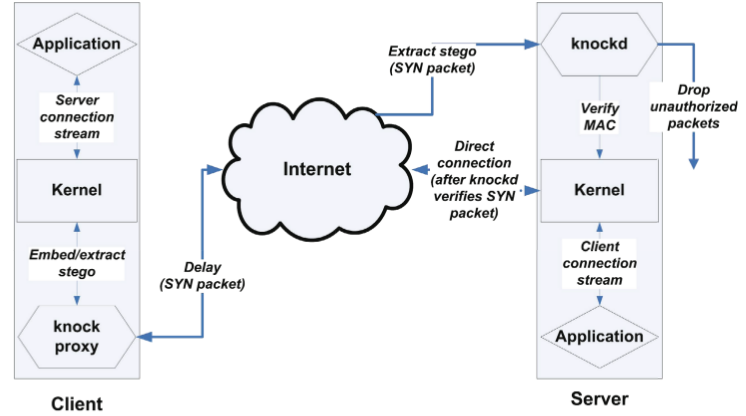 Application
Server
connection
stream
Kernel
Embed/extract
stego
knock
proxy
Client
Delay
(SYN packet)
Internet
Extract stego
(SYN packet)
Direct
connection
(after knockd
verifies SYN
packet)
knockd
Verify
MAC
Drop
unauthorized
packets
Kernel
Client
connection
stream
Application
Server